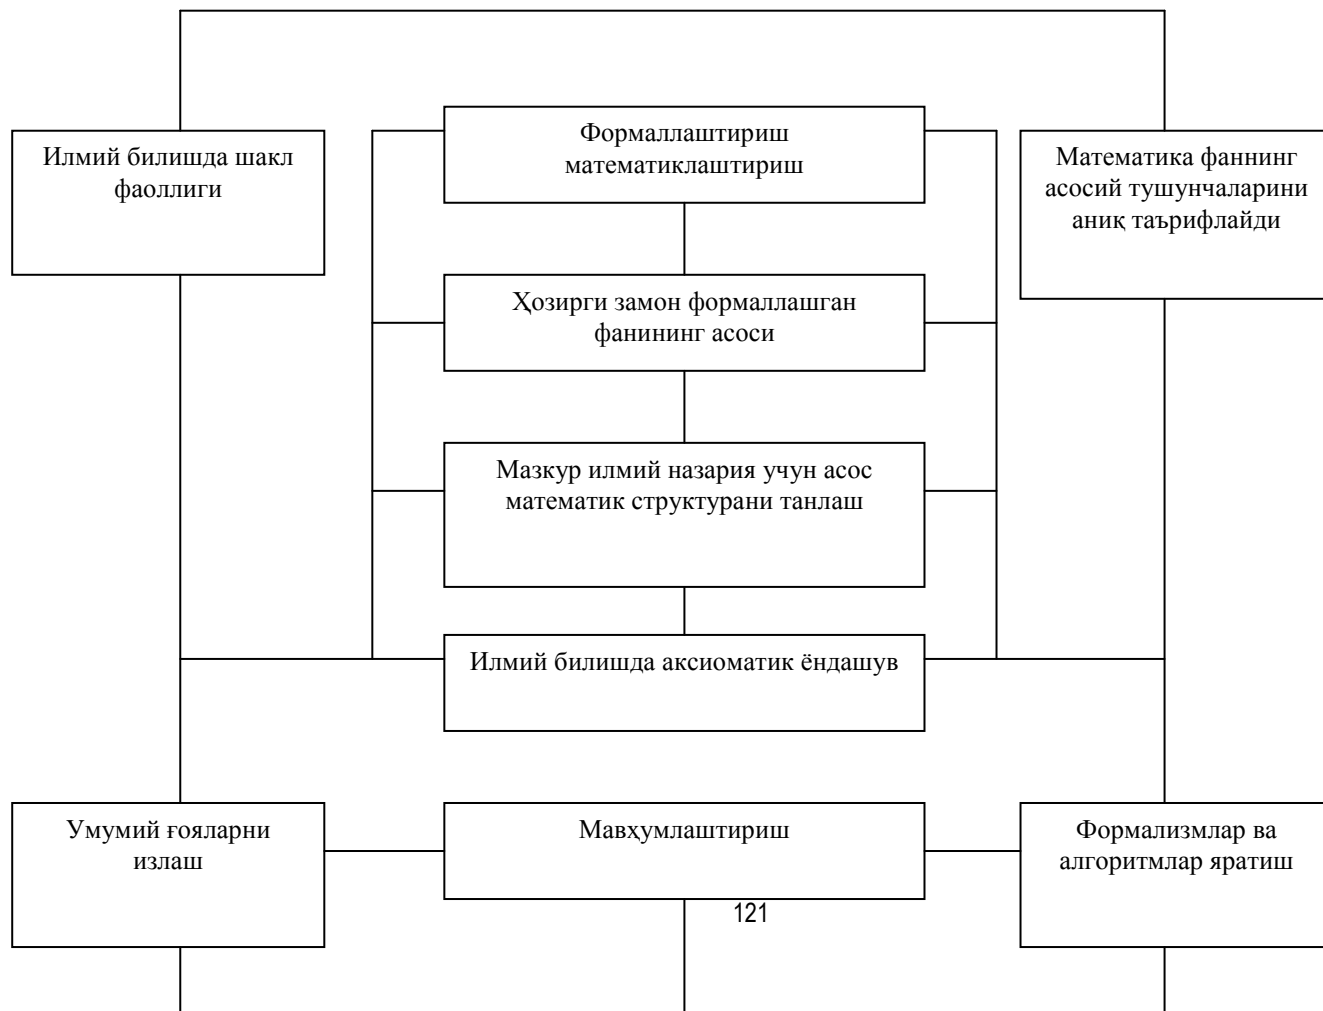 Формаллаштириш
математиклаштириш
Илмий билишда шакл
фаоллиги
Математика фаннинг
асосий тушунчаларини
аниқ таърифлайди
Ҳозирги замон формаллашган
фанининг асоси
Мазкур илмий назария учун асос
математик структурани танлаш
Илмий билишда аксиоматик ёндашув
Умумий ғояларни
излаш
Мавҳумлаштириш
Формализмлар ва
алгоритмлар яратиш
121